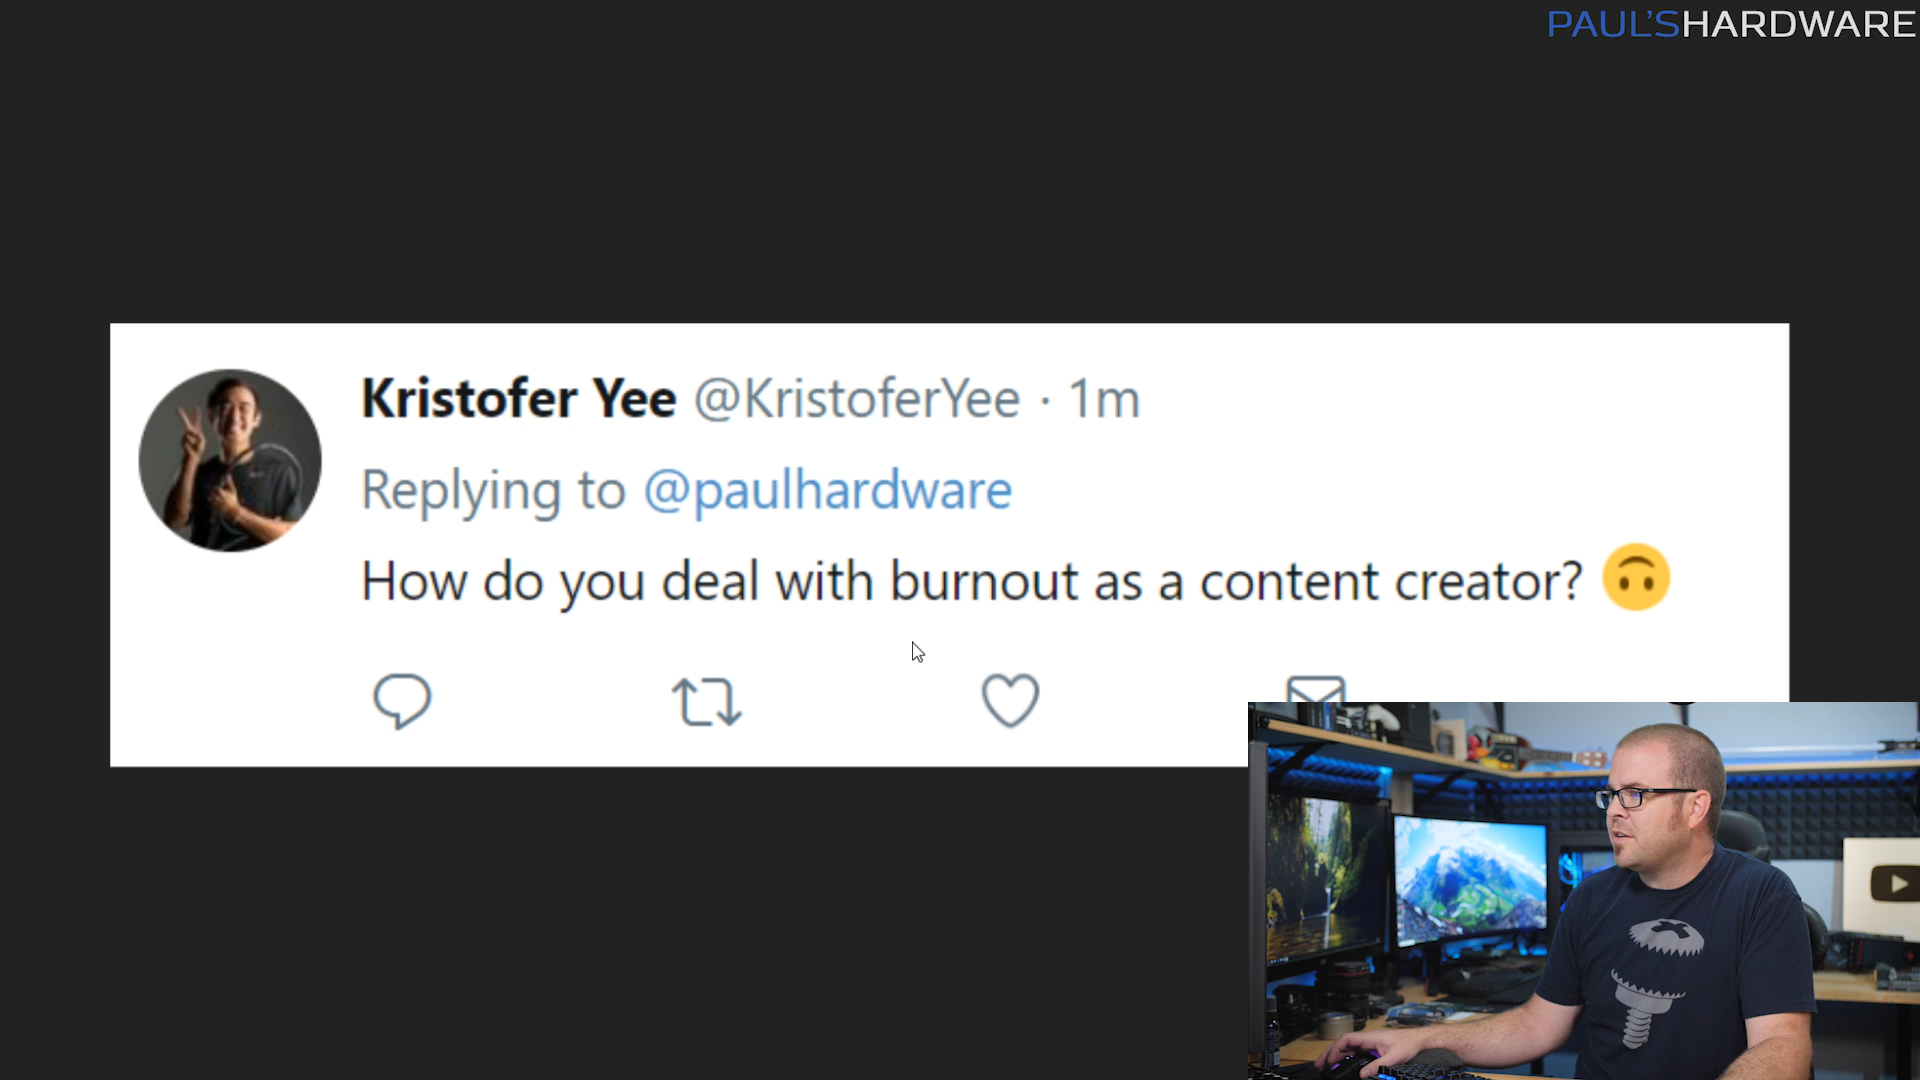 PAUL'SHARDWARE
Kristofer Yee @KristoferYee · 1m
Replying to @paulhardware
How do you deal with burnout as a content creator? 🙃